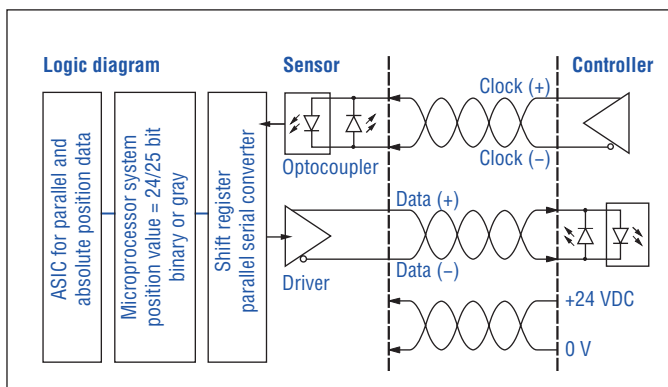 Logic diagram
Sensor
Controller
ASIC for parallel and
absolute position data
Microprocessor system
position value = 24/25 bit
binary or gray
Shift register
parallel serial converter
Optocoupler
Clock (+)
Clock (−)
Driver
Data (+)
Data (−)
+24 VDC
0 V